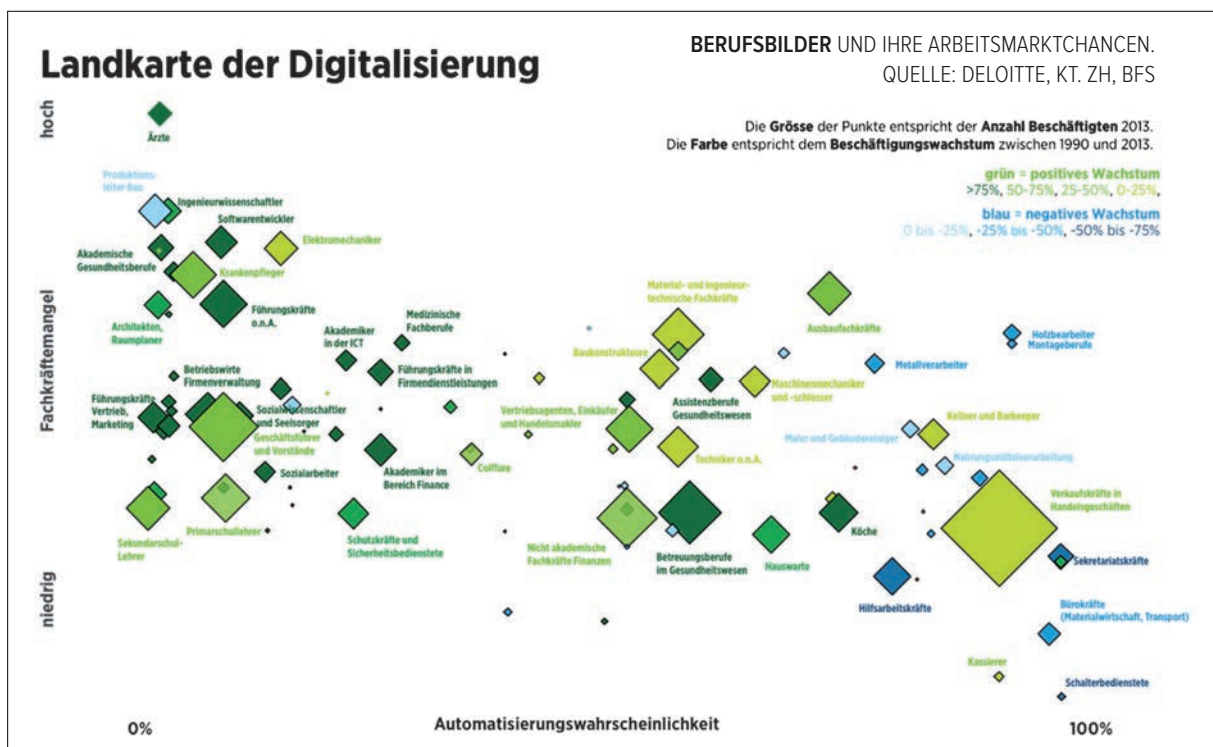 Landkarte der Digitalisierung
BERUFSBILDER UND IHRE ARBEITSMARKTCHANCEN.
QUELLE: DELOITTE, KT. ZH, BFS
Die Grösse der Punkte entspricht der Anzahl Beschäftigten 2013.
Die Farbe entspricht dem Beschäftigungswachstum zwischen 1990 und 2013.
grün = positives Wachstum
>75%, 50-75%, 25-50%, 0-25%,
blau = negatives Wachstum
0 bis -25%, -25% bis -50%, -50% bis -75%
hoch
Fachkräftemangel
niedrig
Ärzte
Produktions-
leiter Bau
Ingenieurwissenschaftler
Softwarentwickler
Elektromechaniker
Akademische
Gesundheitsberufe
Krankenpfleger
Führungskräfte
o.n.A.
Architekten,
Raumplaner
Akademiker
in der ICT
Medizinische
Fachberufe
Führungskräfte in
Firmendienstleistungen
Betriebswirte
Firmenverwaltung
Führungskräfte
Vertrieb,
Marketing
Sozialwissenschaftler
und Seelsorger
Geschäftsführer
und Vorstände
Sozialarbeiter
Akademiker im
Bereich Finance
Coiffure
Primarschullehrer
Sekundarschul-
Lehrer
Schutzkräfte und
Sicherheitsbedienstete
Material- und Ingenieur-
technische Fachkräfte
Baukonstrukteure
Ausbaufachkräfte
Holzbearbeiter
Montageberufe
Metallverarbeiter
Maschinenmechaniker
und -schlosser
Assistenzberufe
Gesundheitswesen
Vertriebsagenten, Einkäufer
und Handelsmakler
Techniker o.n.A.
Maler und Gebäudereiniger
Kellner und Barkeeper
Nahrungsmittelverarbeitung
Verkaufskräfte in
Handelsgeschäften
Nicht akademische
Fachkräfte Finanzen
Betreuungsberufe
im Gesundheitswesen
Hauswarte
Köche
Hilfsarbeitskräfte
Sekretariatskräfte
Bürokräfte
(Materialwirtschaft, Transport)
Kassierer
Schalterbedienstete
0%
Automatisierungswahrscheinlichkeit
100%